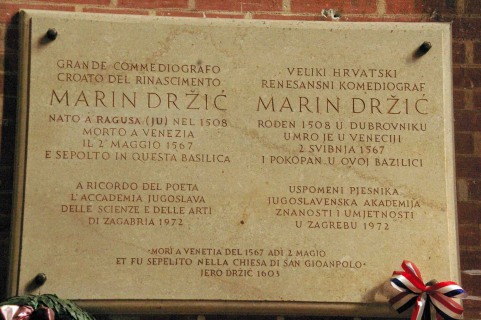 GRANDE COMMEDIOGRAFO
CROATO DEL RINASCIMENTO
MARIN DRŽIĆ
NATO A RAGUSA (JU) NEL 1508
MORTO A VENEZIA
IL 2 MAGGIO 1567
E SEPOLTO IN QUESTA BASILICA
A RICORDO DEL POETA
L'ACCADEMIA JUGOSLAVA
DELLE SCIENZE E DELLE ARTI
DI ZAGABRIA 1972
VELIKI HRVATSKI
RENESANSNI KOMEDIOGRAF
MARIN DRŽIĆ
ROĐEN 1508 U DUBROVNIKU
UMRO JE U VENECIJI
2 SVIBNJA 1567
I POKOPAN U OVOJ BAZILICI
USPOMENI PJESNIKA
JUGOSLAVENSKA AKADEMIJA
ZNANOSTI I UMJETNOSTI
U ZAGREBU 1972
"MORÌ A VENETIA DEL 1567 ADÌ 2 MAGIO
ET FU SEPELITO NELLA CHIESA DI SAN GIOANPOLO"
JERO DRŽIĆ 1603